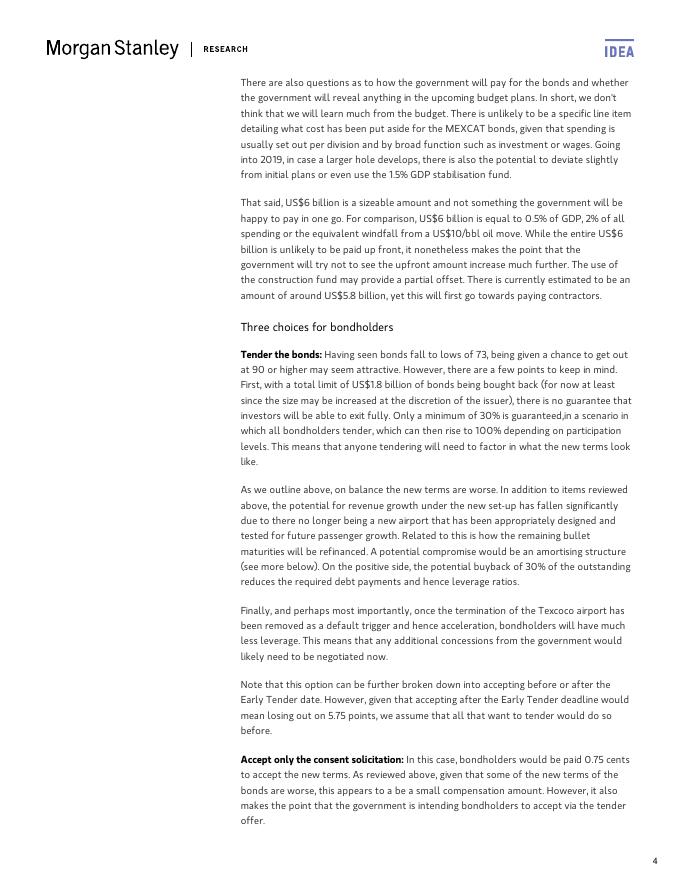 Morgan Stanley | RESEARCH
IDEA
There are also questions as to how the government will pay for the bonds and whether
the government will reveal anything in the upcoming budget plans. In short, we don't
think that we will learn much from the budget. There is unlikely to be a specific line item
detailing what cost has been put aside for the MEXCAT bonds, given that spending is
usually set out per division and by broad function such as investment or wages. Going
into 2019, in case a larger hole develops, there is also the potential to deviate slightly
from initial plans or even use the 1.5% GDP stabilisation fund.
That said, US$6 billion is a sizeable amount and not something the government will be
happy to pay in one go. For comparison, US$6 billion is equal to 0.5% of GDP, 2% of all
spending or the equivalent windfall from a US$10/bbl oil move. While the entire US$6
billion is unlikely to be paid up front, it nonetheless makes the point that the
government will try not to see the upfront amount increase much further. The use of
the construction fund may provide a partial offset. There is currently estimated to be an
amount of around US$5.8 billion, yet this will first go towards paying contractors.
Three choices for bondholders
Tender the bonds: Having seen bonds fall to lows of 73, being given a chance to get out
at 90 or higher may seem attractive. However, there are a few points to keep in mind.
First, with a total limit of US$1.8 billion of bonds being bought back (for now at least
since the size may be increased at the discretion of the issuer), there is no guarantee that
investors will be able to exit fully. Only a minimum of 30% is guaranteed,in a scenario in
which all bondholders tender, which can then rise to 100% depending on participation
levels. This means that anyone tendering will need to factor in what the new terms look
like.
As we outline above, on balance the new terms are worse. In addition to items reviewed
above, the potential for revenue growth under the new set-up has fallen significantly
due to there no longer being a new airport that has been appropriately designed and
tested for future passenger growth. Related to this is how the remaining bullet
maturities will be refinanced. A potential compromise would be an amortising structure
(see more below). On the positive side, the potential buyback of 30% of the outstanding
reduces the required debt payments and hence leverage ratios.
Finally, and perhaps most importantly, once the termination of the Texcoco airport has
been removed as a default trigger and hence acceleration, bondholders will have much
less leverage. This means that any additional concessions from the government would
likely need to be negotiated now.
Note that this option can be further broken down into accepting before or after the
Early Tender date. However, given that accepting after the Early Tender deadline would
mean losing out on 5.75 points, we assume that all that want to tender would do so
before.
Accept only the consent solicitation: In this case, bondholders would be paid 0.75 cents
to accept the new terms. As reviewed above, given that some of the new terms of the
bonds are worse, this appears to a be a small compensation amount. However, it also
makes the point that the government is intending bondholders to accept via the tender
offer.
4